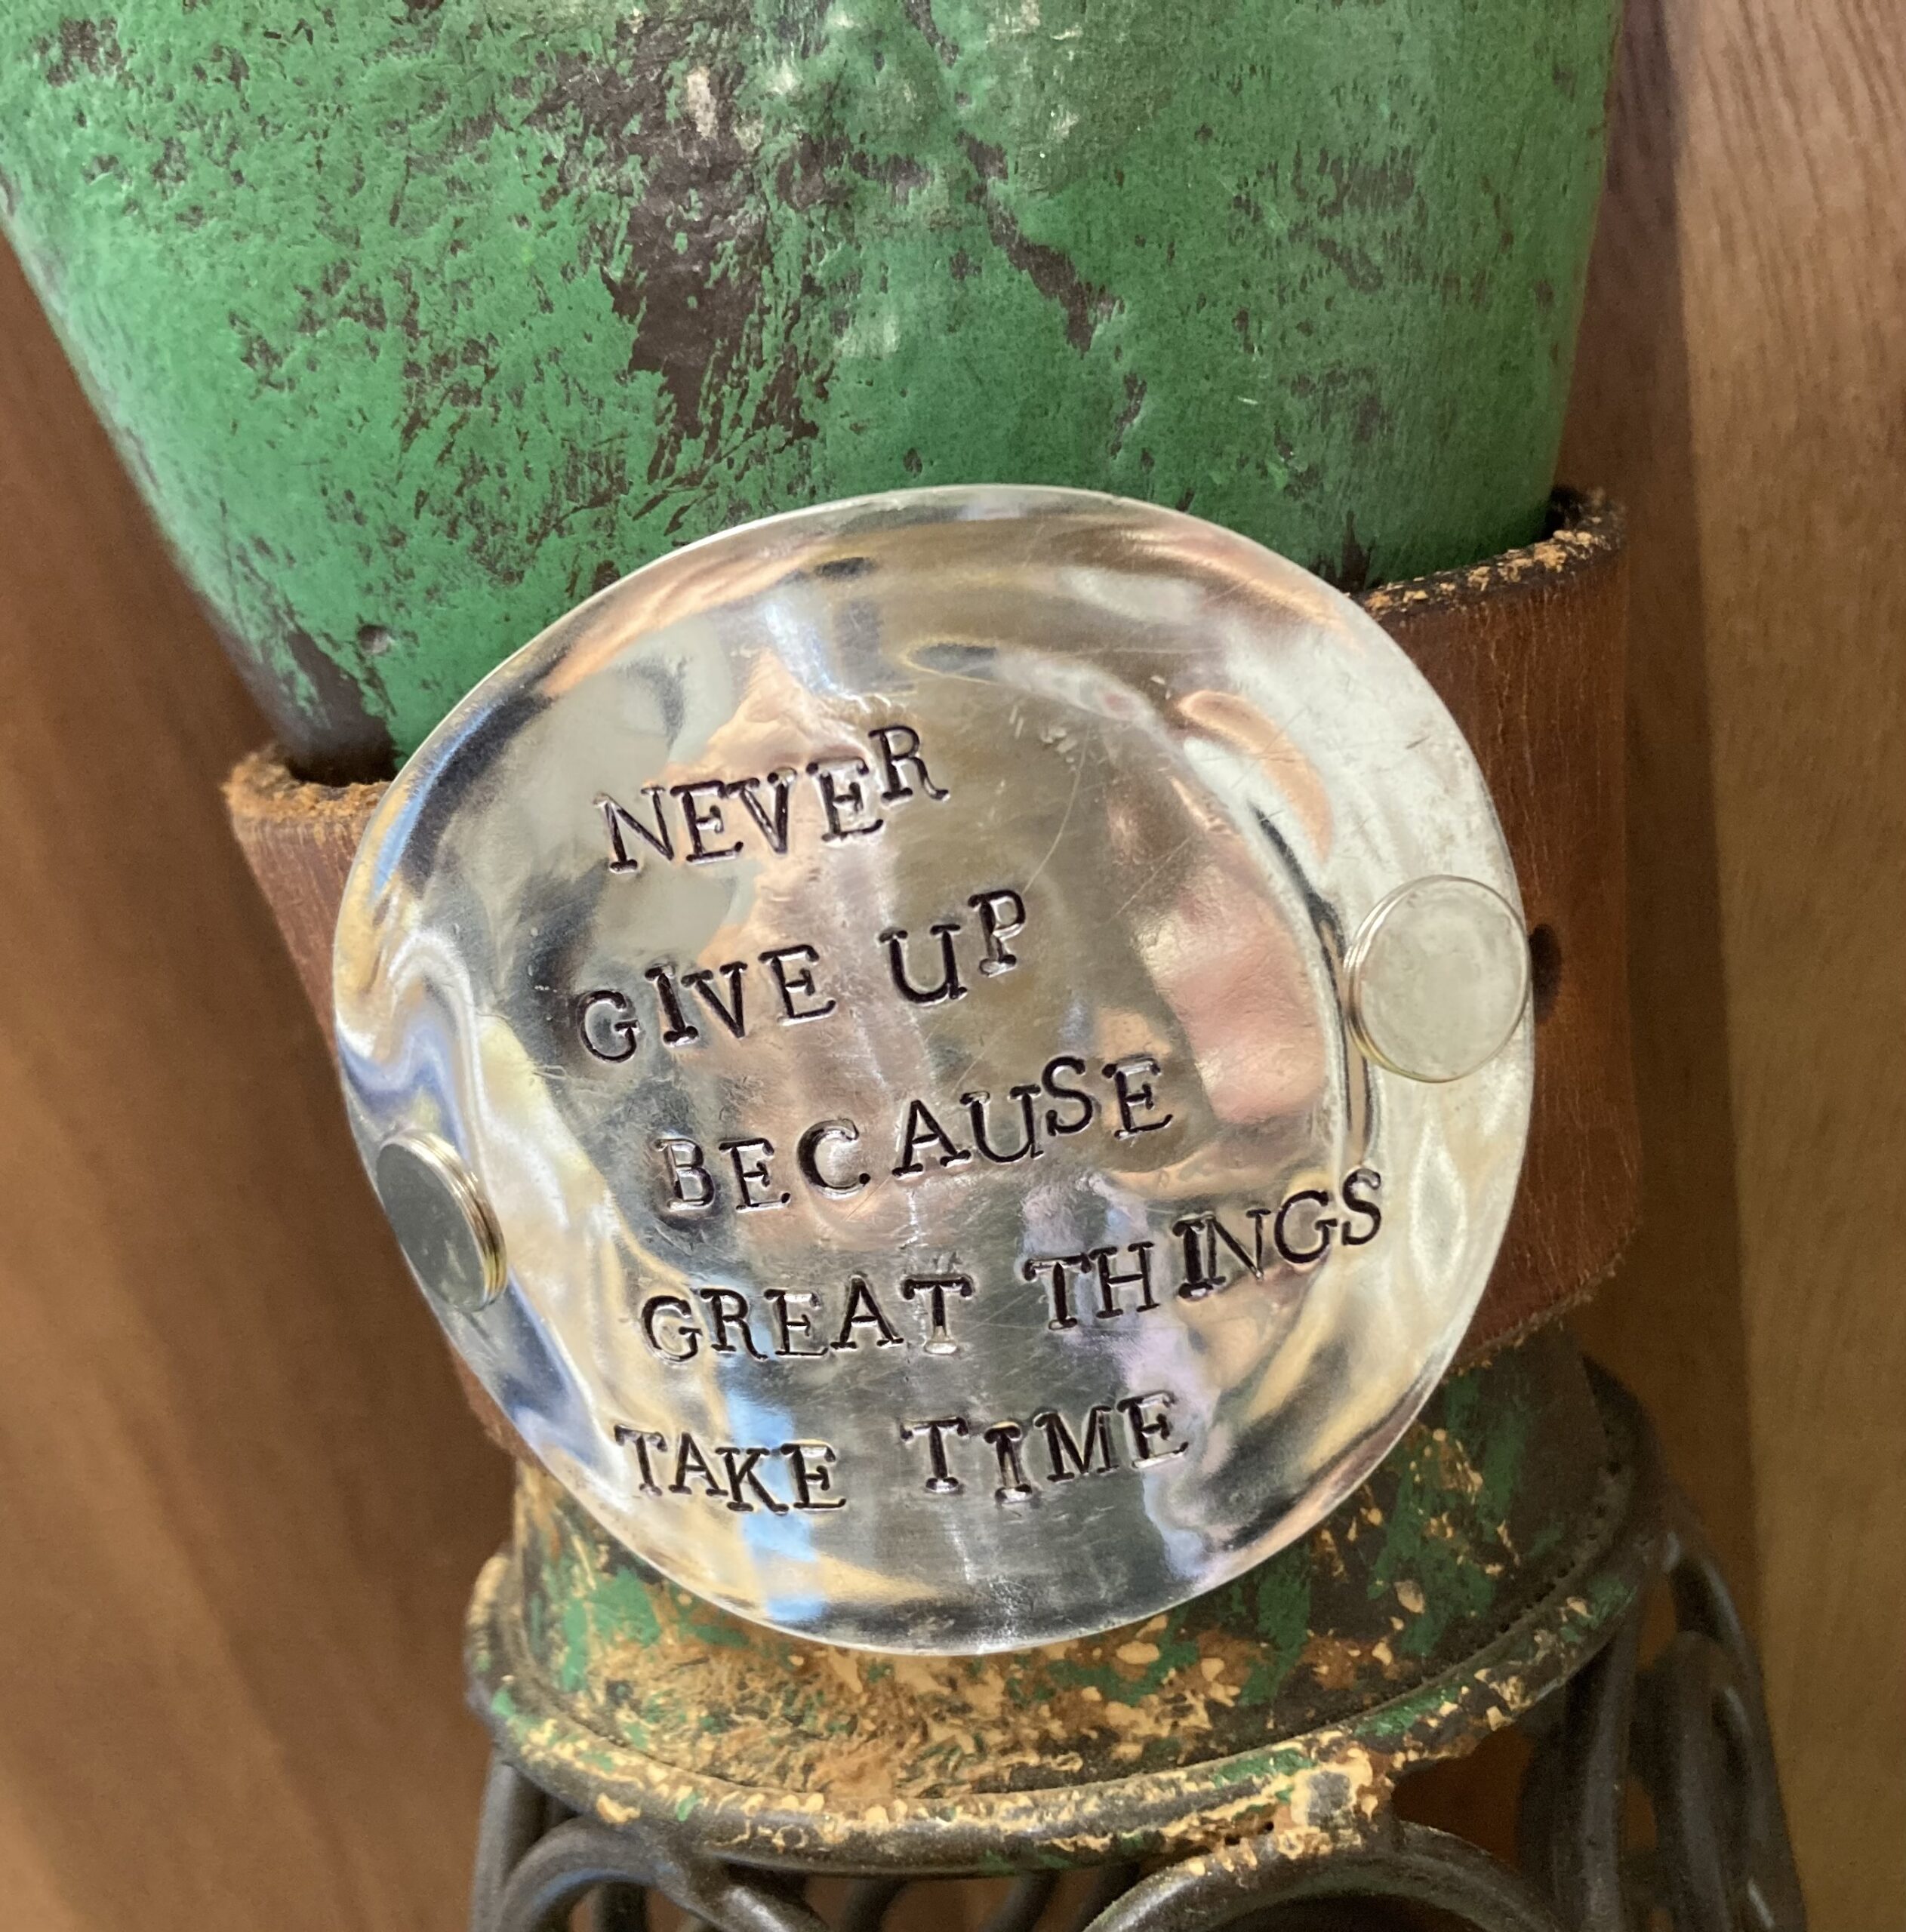 NEVER
GIVE UP
BECAUSE
GREAT THINGS
TAKE TIME